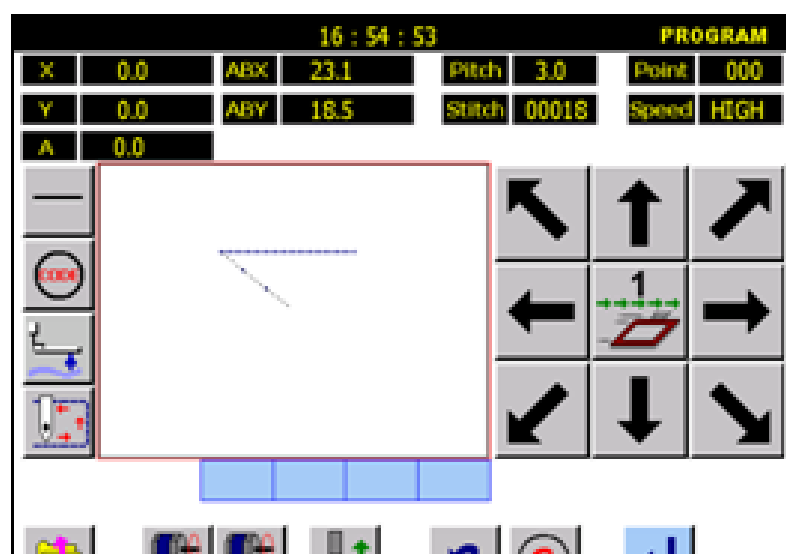 16 : 54 : 53 PROGRAM
X 0.0 ABX 23.1 Pitch 3.0 Point 000
Y 0.0 ABY 18.5 Stitch 00018 Speed HIGH
A 0.0
CODE
1